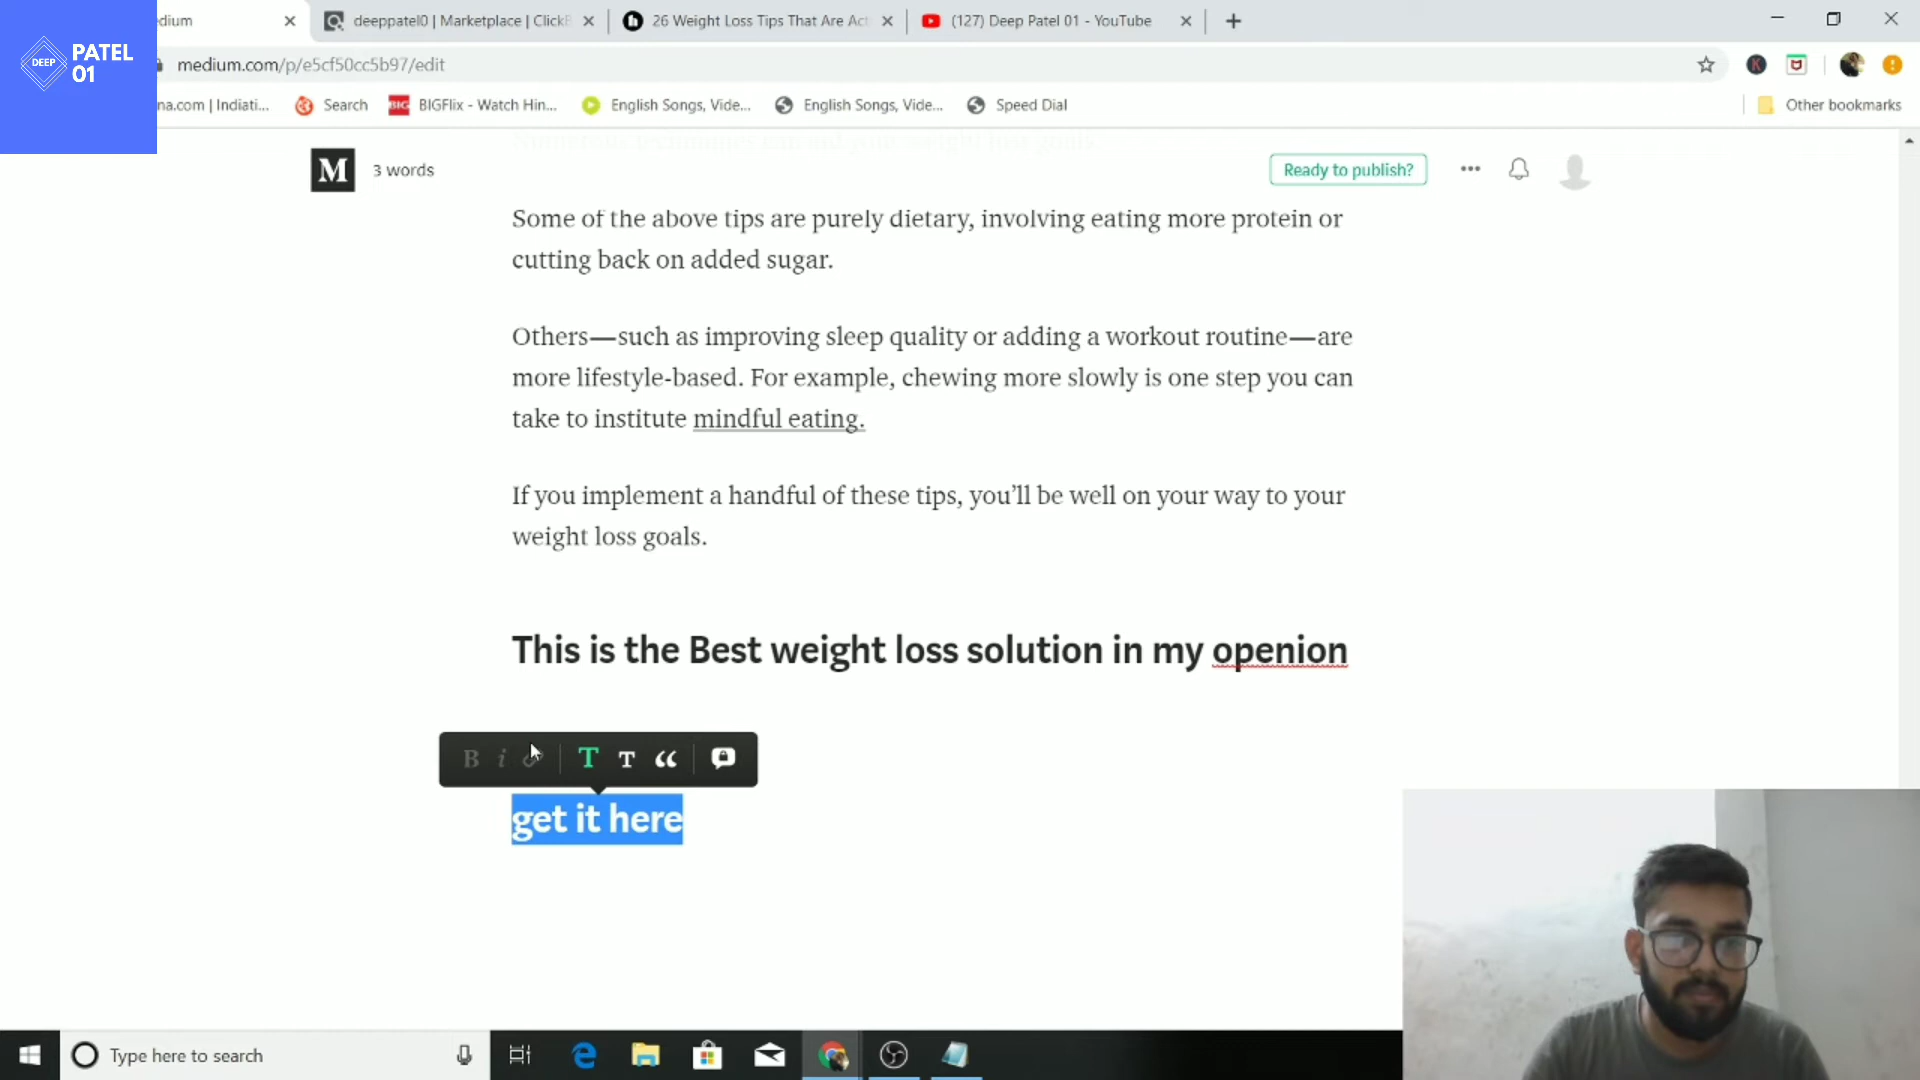 edium
deeppatel0 | Marketplace | ClickB
26 Weight Loss Tips That Are Act
(127) Deep Patel 01 - YouTube
DEEP
PATEL
01
medium.com/p/e5cf50cc5b97/edit
na.com | Indiati...
Search
BIG
BIGFlix - Watch Hin...
English Songs, Vide...
English Songs, Vide...
Speed Dial
Other bookmarks
M
3 words
Ready to publish?
Some of the above tips are purely dietary, involving eating more protein or
cutting back on added sugar.
Others—such as improving sleep quality or adding a workout routine—are
more lifestyle-based. For example, chewing more slowly is one step you can
take to institute mindful eating.
If you implement a handful of these tips, you’ll be well on your way to your
weight loss goals.
This is the Best weight loss solution in my openion
B i T T “
get it here
Type here to search